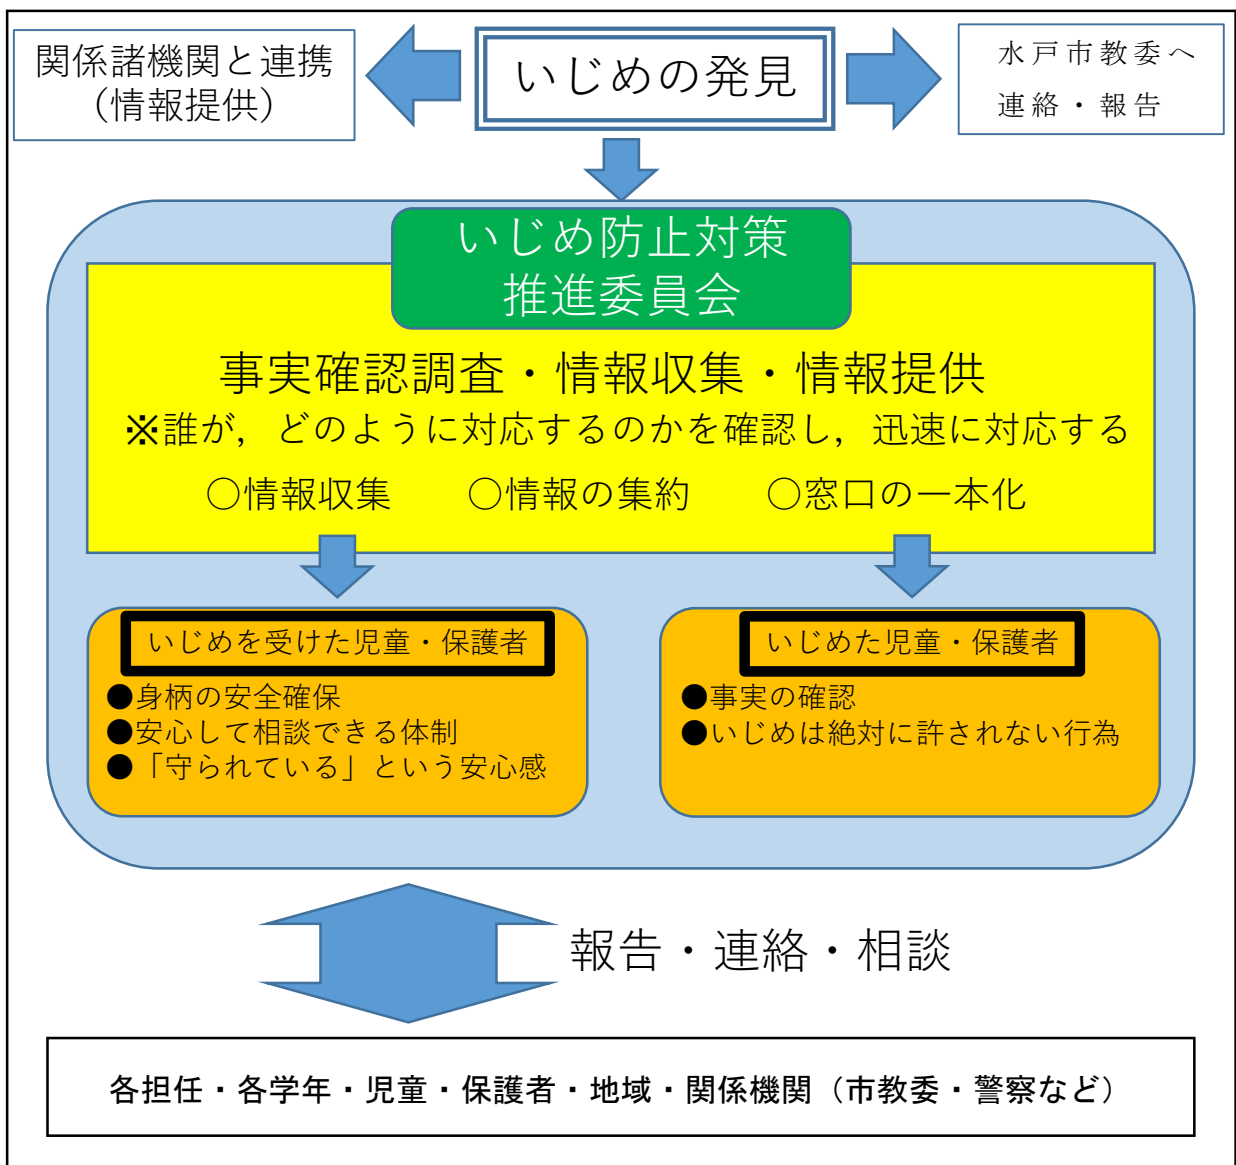 関係諸機関と連携
（情報提供）
いじめの発見
水戸市教委へ
連絡・報告
いじめ防止対策
推進委員会
事実確認調査・情報収集・情報提供
※誰が，どのように対応するのかを確認し，迅速に対応する
○情報収集　○情報の集約　○窓口の一本化
いじめを受けた児童・保護者
●身柄の安全確保
●安心して相談できる体制
●「守られている」という安心感
いじめた児童・保護者
●事実の確認
●いじめは絶対に許されない行為
報告・連絡・相談
各担任・各学年・児童・保護者・地域・関係機関（市教委・警察など）